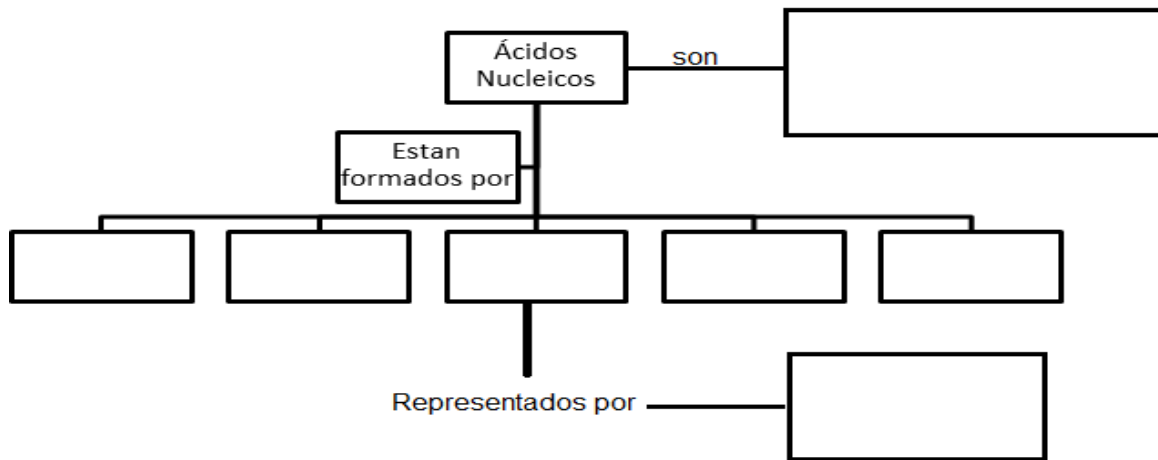 Ácidos
Nucleicos
son
Estan
formados por
Representados por